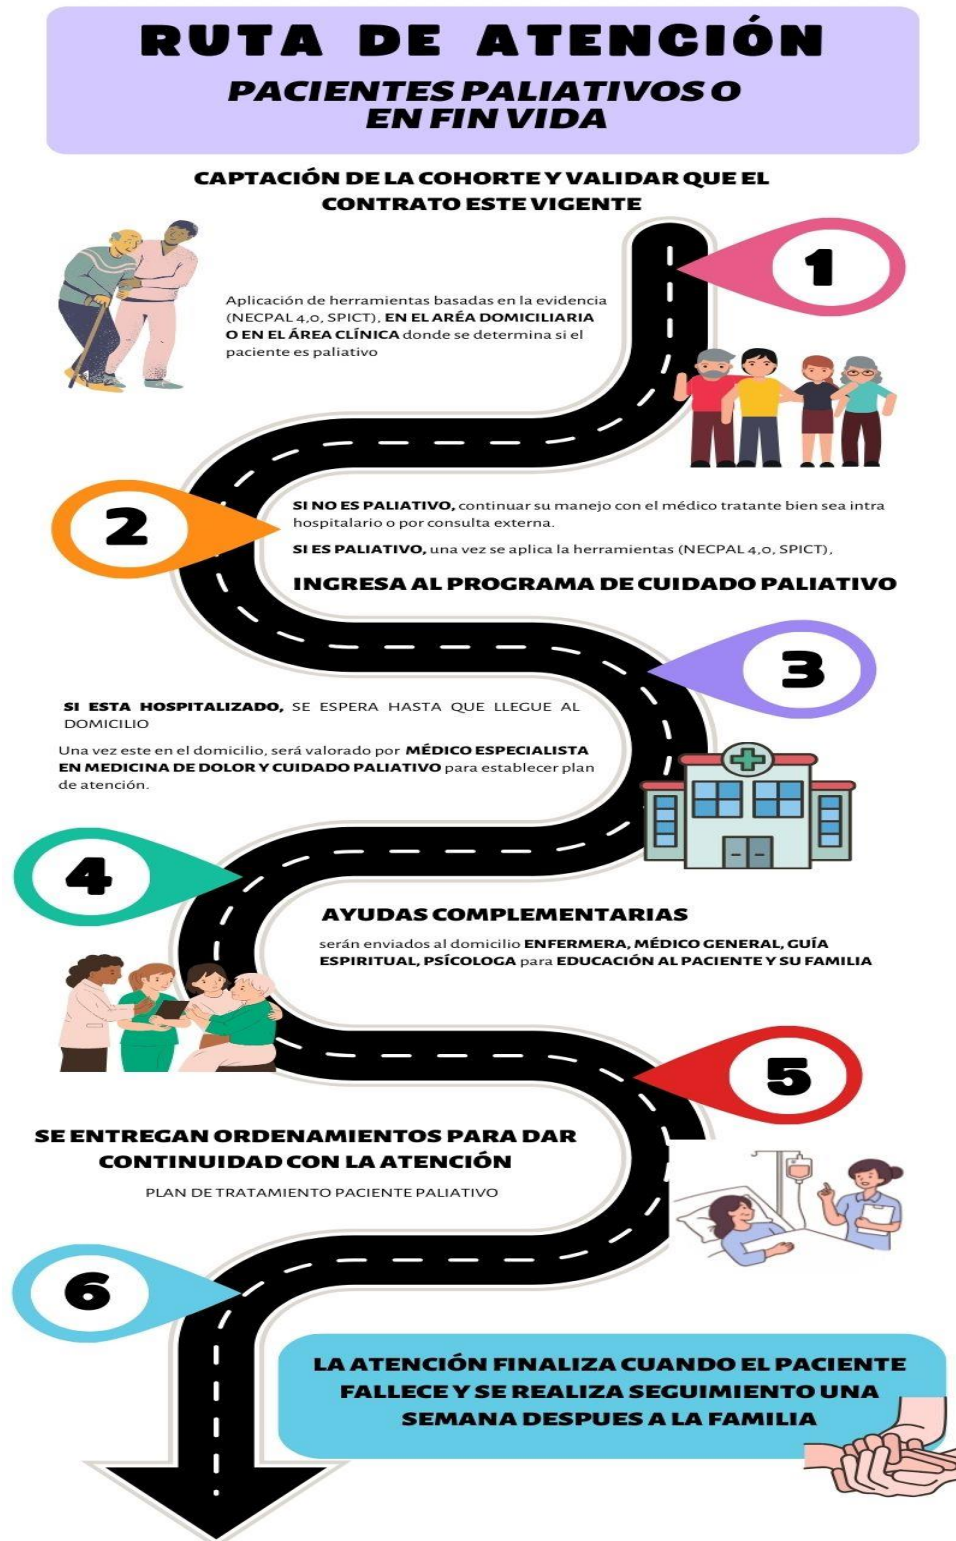 RUTA DE ATENCIÓN
PACIENTES PALIATIVOS O
EN FIN VIDA
CAPTACIÓN DE LA COHORTE Y VALIDAR QUE EL
CONTRATO ESTE VIGENTE
1
Aplicación de herramientas basadas en la evidencia
(NECPAL 4,0, SPICT), EN EL ARÉA DOMICILIARIA
O EN EL ÁREA CLÍNICA donde se determina si el
paciente es paliativo
2
SI NO ES PALIATIVO, continuar su manejo con el médico tratante bien sea intra
hospitalario o por consulta externa.
SI ES PALIATIVO, una vez se aplica la herramientas (NECPAL 4,0, SPICT),
INGRESA AL PROGRAMA DE CUIDADO PALIATIVO
3
SI ESTA HOSPITALIZADO, SE ESPERA HASTA QUE LLEGUE AL
DOMICILIO
Una vez este en el domicilio, será valorado por MÉDICO ESPECIALISTA
EN MEDICINA DE DOLOR Y CUIDADO PALIATIVO para establecer plan
de atención.
4
AYUDAS COMPLEMENTARIAS
serán enviados al domicilio ENFERMERA, MÉDICO GENERAL, GUÍA
ESPIRITUAL, PSÍCOLOGA para EDUCACIÓN AL PACIENTE Y SU FAMILIA
5
SE ENTREGAN ORDENAMIENTOS PARA DAR
CONTINUIDAD CON LA ATENCIÓN
PLAN DE TRATAMIENTO PACIENTE PALIATIVO
6
LA ATENCIÓN FINALIZA CUANDO EL PACIENTE
FALLECE Y SE REALIZA SEGUIMIENTO UNA
SEMANA DESPUES A LA FAMILIA